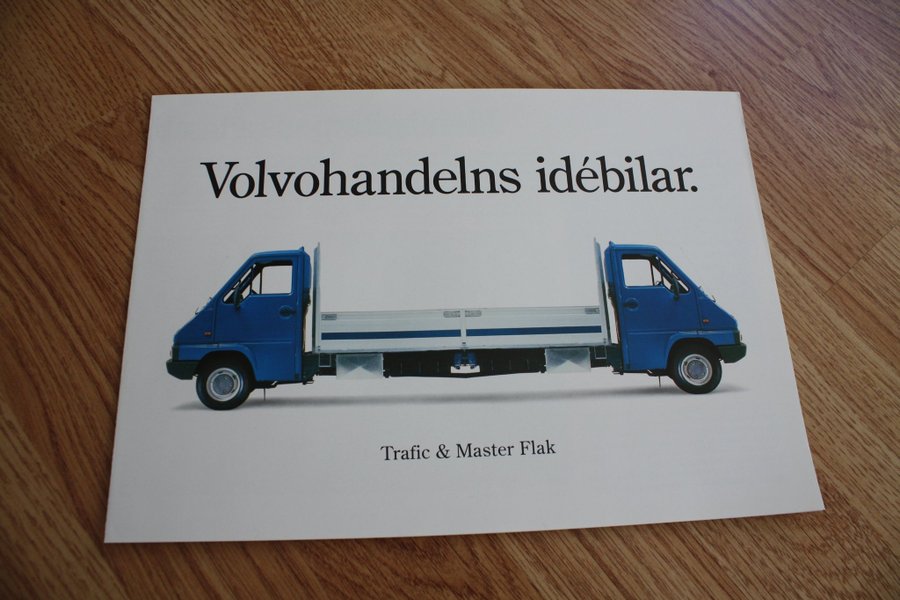 Volvohandelns idébilar.
Trafic & Master Flak